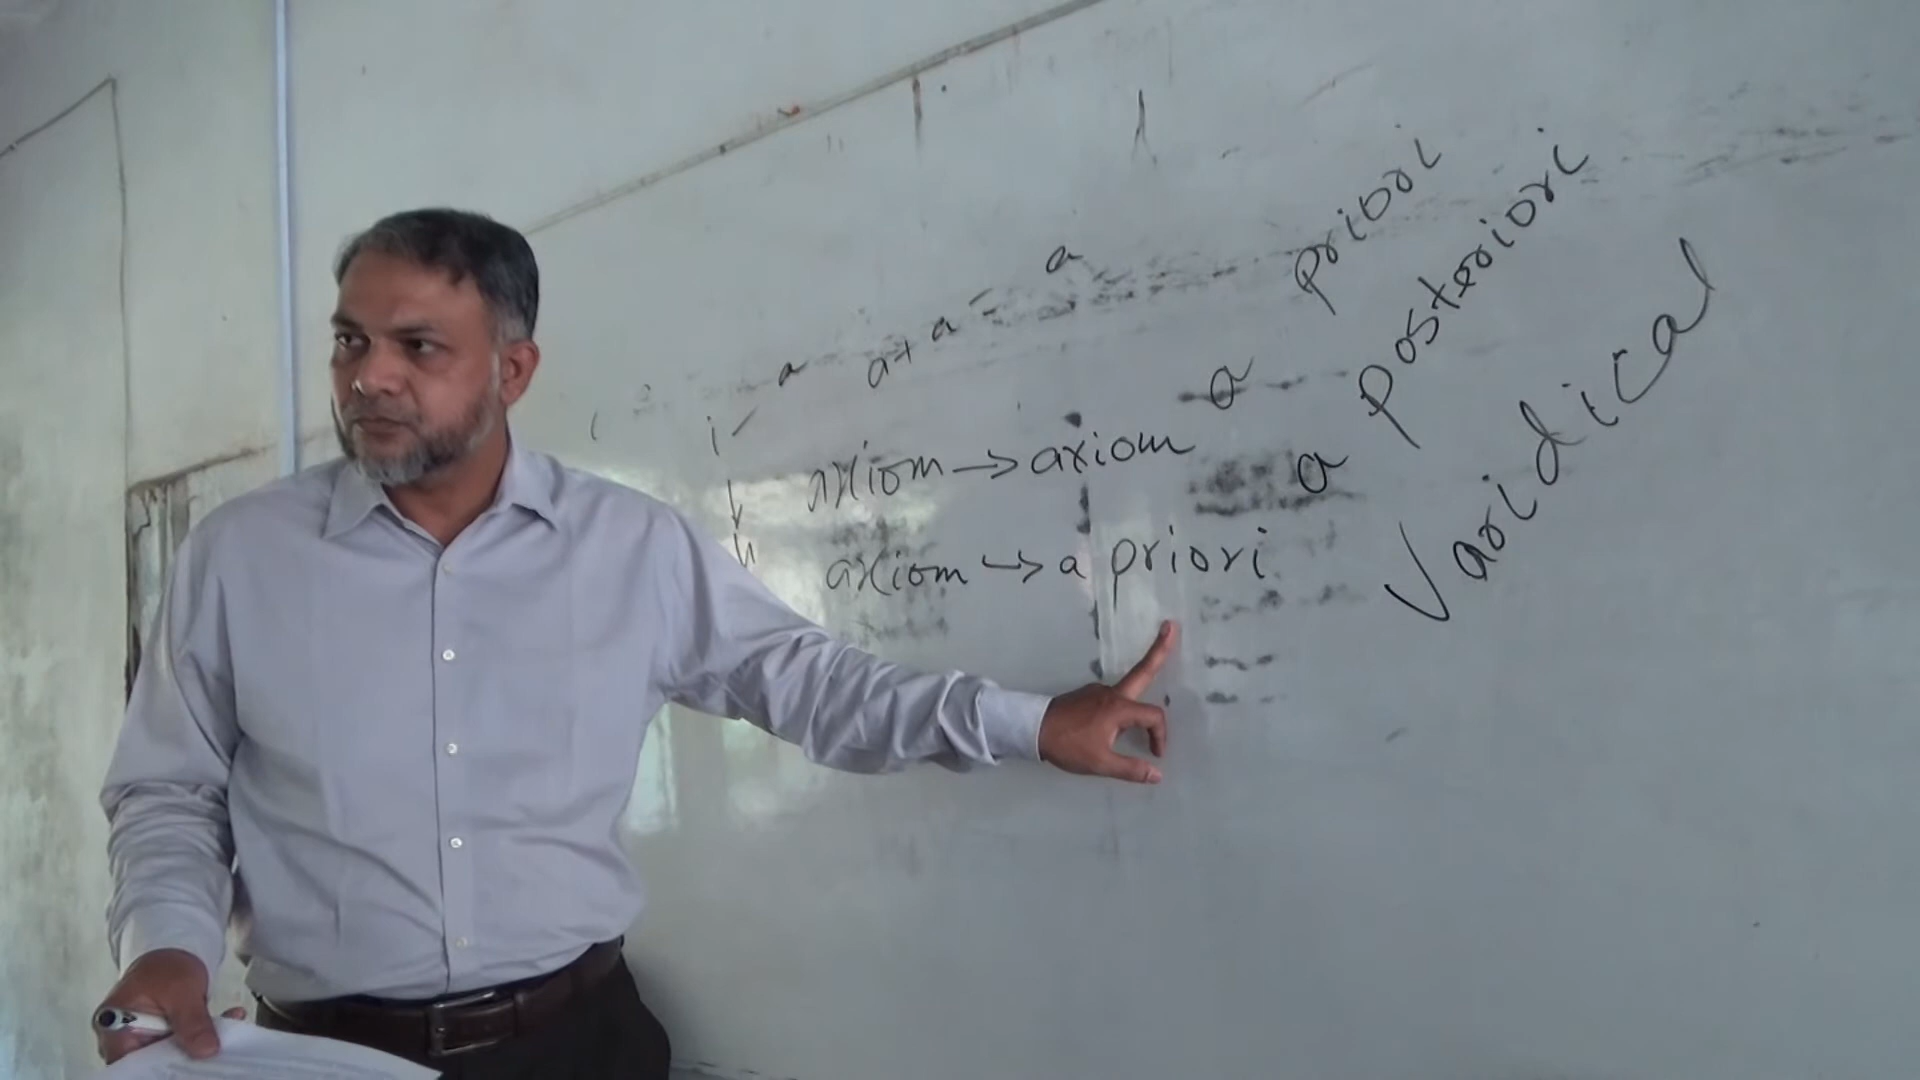 a
a + a = a
i
axiom → axiom
axiom → a priori
a priori
a posteriori
Varidical